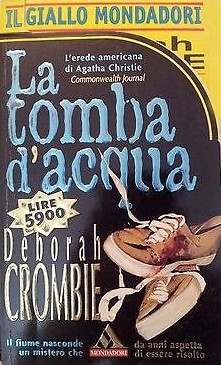 IL GIALLO MONDADORI
La
tomba
d'acqua
L'erede americana
di Agatha Christie
Commonwealth Journal
LIRE
5900
Deborah
CROMBIE
Il fiume nasconde
un mistero che
da anni aspetta
di essere risolto
MONDADORI